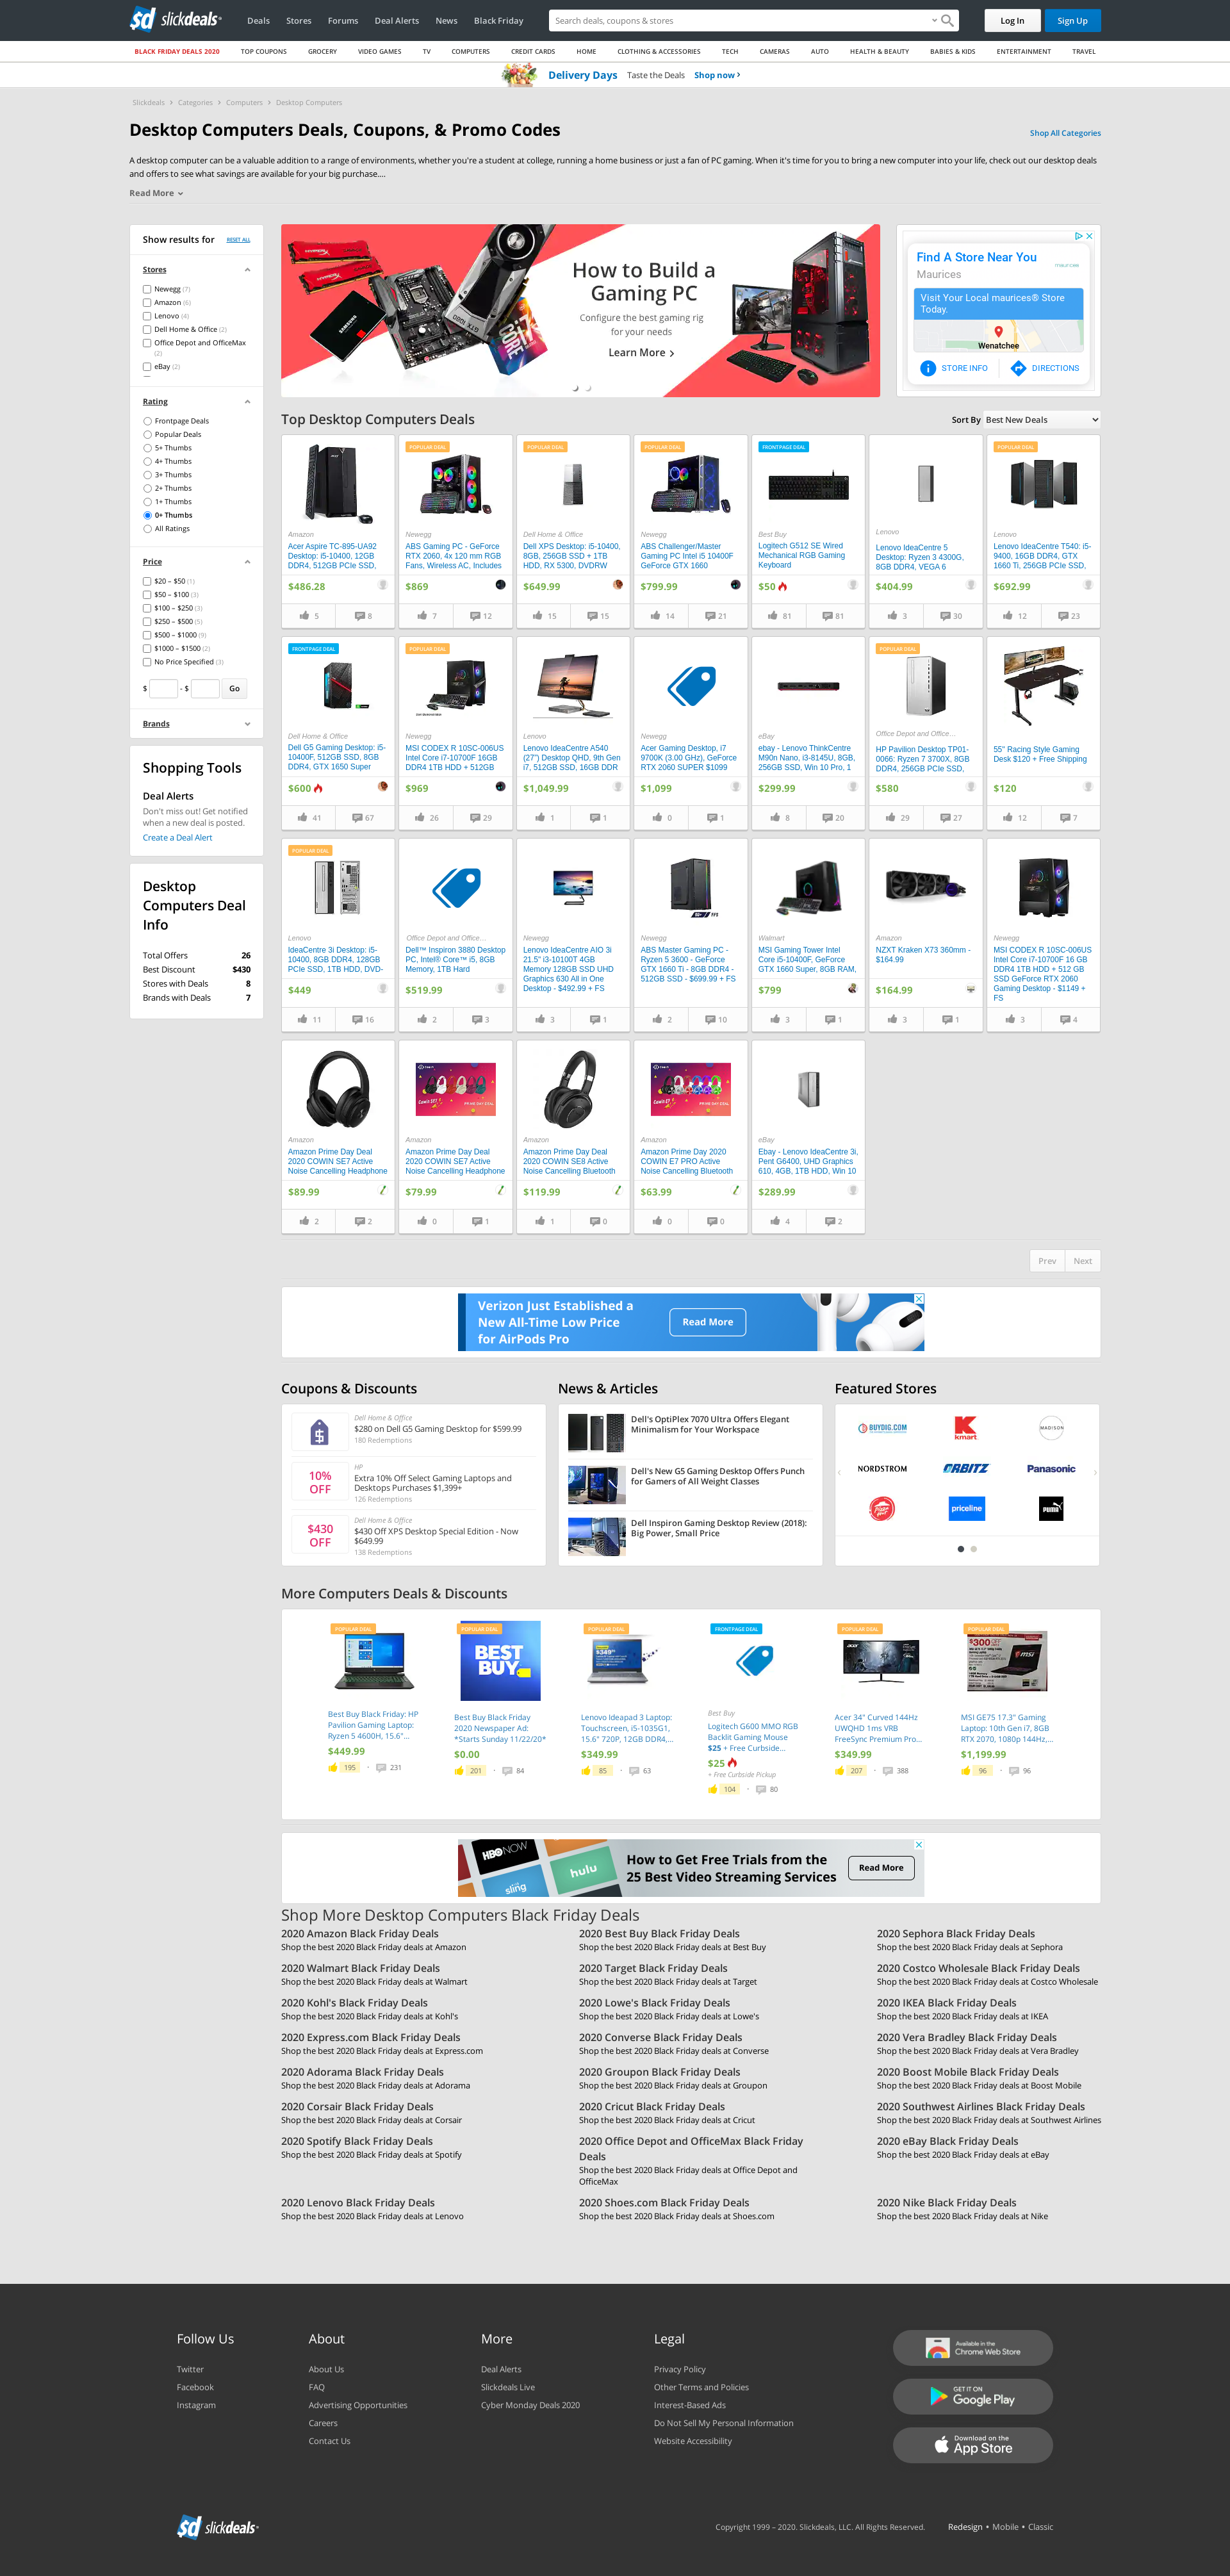 slickdeals
Deals Stores Forums Deal Alerts News Black Friday
Search deals, coupons & stores
Log In
Sign Up
BLACK FRIDAY DEALS 2020 TOP COUPONS GROCERY VIDEO GAMES TV COMPUTERS CREDIT CARDS HOME CLOTHING & ACCESSORIES TECH CAMERAS AUTO HEALTH & BEAUTY BABIES & KIDS ENTERTAINMENT TRAVEL
Delivery Days Taste the Deals Shop now ›
Slickdeals › Categories › Computers › Desktop Computers
Desktop Computers Deals, Coupons, & Promo Codes
Shop All Categories
A desktop computer can be a valuable addition to a range of environments, whether you're a student at college, running a home business or just a fan of PC gaming. When it's time for you to bring a new computer into your life, check out our desktop deals
and offers to see what savings are available for your big purchase....
Read More
Show results for
RESET ALL
Stores
Newegg (7)
Amazon (6)
Lenovo (4)
Dell Home & Office (2)
Office Depot and OfficeMax
(2)
eBay (2)
Rating
Frontpage Deals
Popular Deals
5+ Thumbs
4+ Thumbs
3+ Thumbs
2+ Thumbs
1+ Thumbs
0+ Thumbs
All Ratings
Price
$20 – $50 (1)
$50 – $100 (3)
$100 – $250 (3)
$250 – $500 (5)
$500 – $1000 (9)
$1000 – $1500 (2)
No Price Specified (3)
$ - $ Go
Brands
Shopping Tools
Deal Alerts
Don't miss out! Get notified
when a new deal is posted.
Create a Deal Alert
Desktop
Computers Deal
Info
Total Offers 26
Best Discount $430
Stores with Deals 8
Brands with Deals 7
How to Build a
Gaming PC
Configure the best gaming rig
for your needs
Learn More ›
Find A Store Near You
Maurices
Visit Your Local maurices® Store
Today.
Wenatchee
STORE INFO
DIRECTIONS
Top Desktop Computers Deals
Sort By Best New Deals
Amazon
Acer Aspire TC-895-UA92
Desktop: i5-10400, 12GB
DDR4, 512GB PCIe SSD,
$486.28
5 8
POPULAR DEAL
Newegg
ABS Gaming PC - GeForce
RTX 2060, 4x 120 mm RGB
Fans, Wireless AC, Includes
$869
7 12
POPULAR DEAL
Dell Home & Office
Dell XPS Desktop: i5-10400,
8GB, 256GB SSD + 1TB
HDD, RX 5300, DVDRW
$649.99
15 15
POPULAR DEAL
Newegg
ABS Challenger/Master
Gaming PC Intel i5 10400F
GeForce GTX 1660
$799.99
14 21
FRONTPAGE DEAL
Best Buy
Logitech G512 SE Wired
Mechanical RGB Gaming
Keyboard
$50
81 81
Lenovo
Lenovo IdeaCentre 5
Desktop: Ryzen 3 4300G,
8GB DDR4, VEGA 6
$404.99
3 30
POPULAR DEAL
Lenovo
Lenovo IdeaCentre T540: i5-
9400, 16GB DDR4, GTX
1660 Ti, 256GB PCIe SSD,
$692.99
12 23
FRONTPAGE DEAL
Dell Home & Office
Dell G5 Gaming Desktop: i5-
10400F, 512GB SSD, 8GB
DDR4, GTX 1650 Super
$600
41 67
POPULAR DEAL
Newegg
MSI CODEX R 10SC-006US
Intel Core i7-10700F 16GB
DDR4 1TB HDD + 512GB
$969
26 29
Lenovo
Lenovo IdeaCentre A540
(27") Desktop QHD, 9th Gen
i7, 512GB SSD, 16GB DDR
$1,049.99
1 1
Newegg
Acer Gaming Desktop, i7
9700K (3.00 GHz), GeForce
RTX 2060 SUPER $1099
$1,099
0 1
eBay
ebay - Lenovo ThinkCentre
M90n Nano, i3-8145U, 8GB,
256GB SSD, Win 10 Pro, 1
$299.99
8 20
POPULAR DEAL
Office Depot and Office…
HP Pavilion Desktop TP01-
0066: Ryzen 7 3700X, 8GB
DDR4, 256GB PCIe SSD,
$580
29 27
55" Racing Style Gaming
Desk $120 + Free Shipping
$120
12 7
POPULAR DEAL
Lenovo
IdeaCentre 3i Desktop: i5-
10400, 8GB DDR4, 128GB
PCIe SSD, 1TB HDD, DVD-
$449
11 16
Office Depot and Office…
Dell™ Inspiron 3880 Desktop
PC, Intel® Core™ i5, 8GB
Memory, 1TB Hard
$519.99
2 3
Newegg
Lenovo IdeaCentre AIO 3i
21.5" i3-10100T 4GB
Memory 128GB SSD UHD
Graphics 630 All in One
Desktop - $492.99 + FS
3 1
Newegg
ABS Master Gaming PC -
Ryzen 5 3600 - GeForce
GTX 1660 Ti - 8GB DDR4 -
512GB SSD - $699.99 + FS
2 10
Walmart
MSI Gaming Tower Intel
Core i5-10400F, GeForce
GTX 1660 Super, 8GB RAM,
$799
3 1
Amazon
NZXT Kraken X73 360mm -
$164.99
$164.99
3 1
Newegg
MSI CODEX R 10SC-006US
Intel Core i7-10700F 16 GB
DDR4 1TB HDD + 512 GB
SSD GeForce RTX 2060
Gaming Desktop - $1149 +
FS
3 4
Amazon
Amazon Prime Day Deal
2020 COWIN SE7 Active
Noise Cancelling Headphone
$89.99
2 2
Amazon
Amazon Prime Day Deal
2020 COWIN SE7 Active
Noise Cancelling Headphone
$79.99
0 1
Amazon
Amazon Prime Day Deal
2020 COWIN SE8 Active
Noise Cancelling Bluetooth
$119.99
1 0
Amazon
Amazon Prime Day 2020
COWIN E7 PRO Active
Noise Cancelling Bluetooth
$63.99
0 0
eBay
Ebay - Lenovo IdeaCentre 3i,
Pent G6400, UHD Graphics
610, 4GB, 1TB HDD, Win 10
$289.99
4 2
Prev Next
Verizon Just Established a
New All-Time Low Price
for AirPods Pro
Read More
Coupons & Discounts
Dell Home & Office
$280 on Dell G5 Gaming Desktop for $599.99
180 Redemptions
10%
OFF
HP
Extra 10% Off Select Gaming Laptops and
Desktops Purchases $1,399+
126 Redemptions
$430
OFF
Dell Home & Office
$430 Off XPS Desktop Special Edition - Now
$649.99
138 Redemptions
News & Articles
Dell's OptiPlex 7070 Ultra Offers Elegant
Minimalism for Your Workspace
Dell's New G5 Gaming Desktop Offers Punch
for Gamers of All Weight Classes
Dell Inspiron Gaming Desktop Review (2018):
Big Power, Small Price
Featured Stores
BUYDIG.COM
kmart
MADISON
NORDSTROM
ORBITZ
Panasonic
priceline
PUMA
More Computers Deals & Discounts
POPULAR DEAL
Best Buy Black Friday: HP
Pavilion Gaming Laptop:
Ryzen 5 4600H, 15.6"...
$449.99
195 231
POPULAR DEAL
BEST
BUY
Best Buy Black Friday
2020 Newspaper Ad:
*Starts Sunday 11/22/20*
$0.00
201 84
POPULAR DEAL
Lenovo Ideapad 3 Laptop:
Touchscreen, i5-1035G1,
15.6" 720P, 12GB DDR4,...
$349.99
85 63
FRONTPAGE DEAL
Best Buy
Logitech G600 MMO RGB
Backlit Gaming Mouse
$25 + Free Curbside...
$25
+ Free Curbside Pickup
104 80
POPULAR DEAL
Acer 34" Curved 144Hz
UWQHD 1ms VRB
FreeSync Premium Pro...
$349.99
207 388
POPULAR DEAL
$300 OFF
msi
MSI GE75 17.3" Gaming
Laptop: 10th Gen i7, 8GB
RTX 2070, 1080p 144Hz,...
$1,199.99
96 96
HBO NOW
hulu
sling
How to Get Free Trials from the
25 Best Video Streaming Services
Read More
Shop More Desktop Computers Black Friday Deals
2020 Amazon Black Friday Deals
Shop the best 2020 Black Friday deals at Amazon
2020 Best Buy Black Friday Deals
Shop the best 2020 Black Friday deals at Best Buy
2020 Sephora Black Friday Deals
Shop the best 2020 Black Friday deals at Sephora
2020 Walmart Black Friday Deals
Shop the best 2020 Black Friday deals at Walmart
2020 Target Black Friday Deals
Shop the best 2020 Black Friday deals at Target
2020 Costco Wholesale Black Friday Deals
Shop the best 2020 Black Friday deals at Costco Wholesale
2020 Kohl's Black Friday Deals
Shop the best 2020 Black Friday deals at Kohl's
2020 Lowe's Black Friday Deals
Shop the best 2020 Black Friday deals at Lowe's
2020 IKEA Black Friday Deals
Shop the best 2020 Black Friday deals at IKEA
2020 Express.com Black Friday Deals
Shop the best 2020 Black Friday deals at Express.com
2020 Converse Black Friday Deals
Shop the best 2020 Black Friday deals at Converse
2020 Vera Bradley Black Friday Deals
Shop the best 2020 Black Friday deals at Vera Bradley
2020 Adorama Black Friday Deals
Shop the best 2020 Black Friday deals at Adorama
2020 Groupon Black Friday Deals
Shop the best 2020 Black Friday deals at Groupon
2020 Boost Mobile Black Friday Deals
Shop the best 2020 Black Friday deals at Boost Mobile
2020 Corsair Black Friday Deals
Shop the best 2020 Black Friday deals at Corsair
2020 Cricut Black Friday Deals
Shop the best 2020 Black Friday deals at Cricut
2020 Southwest Airlines Black Friday Deals
Shop the best 2020 Black Friday deals at Southwest Airlines
2020 Spotify Black Friday Deals
Shop the best 2020 Black Friday deals at Spotify
2020 Office Depot and OfficeMax Black Friday
Deals
Shop the best 2020 Black Friday deals at Office Depot and
OfficeMax
2020 eBay Black Friday Deals
Shop the best 2020 Black Friday deals at eBay
2020 Lenovo Black Friday Deals
Shop the best 2020 Black Friday deals at Lenovo
2020 Shoes.com Black Friday Deals
Shop the best 2020 Black Friday deals at Shoes.com
2020 Nike Black Friday Deals
Shop the best 2020 Black Friday deals at Nike
Follow Us
Twitter
Facebook
Instagram
About
About Us
FAQ
Advertising Opportunities
Careers
Contact Us
More
Deal Alerts
Slickdeals Live
Cyber Monday Deals 2020
Legal
Privacy Policy
Other Terms and Policies
Interest-Based Ads
Do Not Sell My Personal Information
Website Accessibility
Available in the
Chrome Web Store
GET IT ON
Google Play
Download on the
App Store
slickdeals
Copyright 1999 – 2020. Slickdeals, LLC. All Rights Reserved.
Redesign • Mobile • Classic